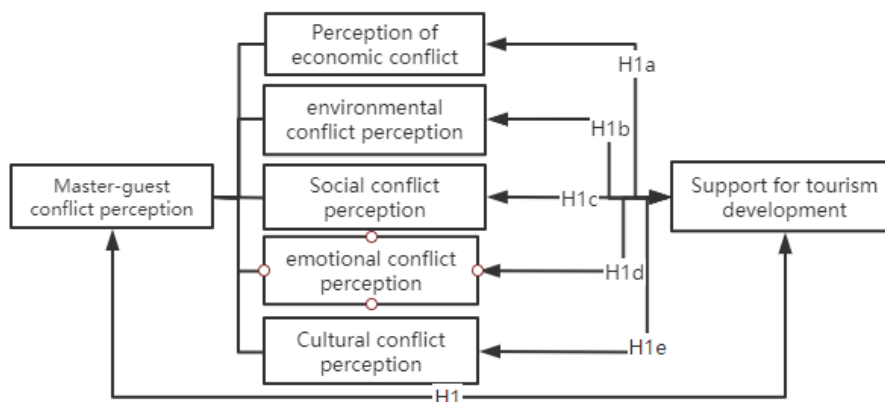 Perception of
economic conflict
H1a
environmental
conflict perception
H1b
Master-guest
conflict perception
Social conflict
perception
H1c
Support for tourism
development
emotional conflict
perception
H1d
Cultural conflict
perception
H1e
H1